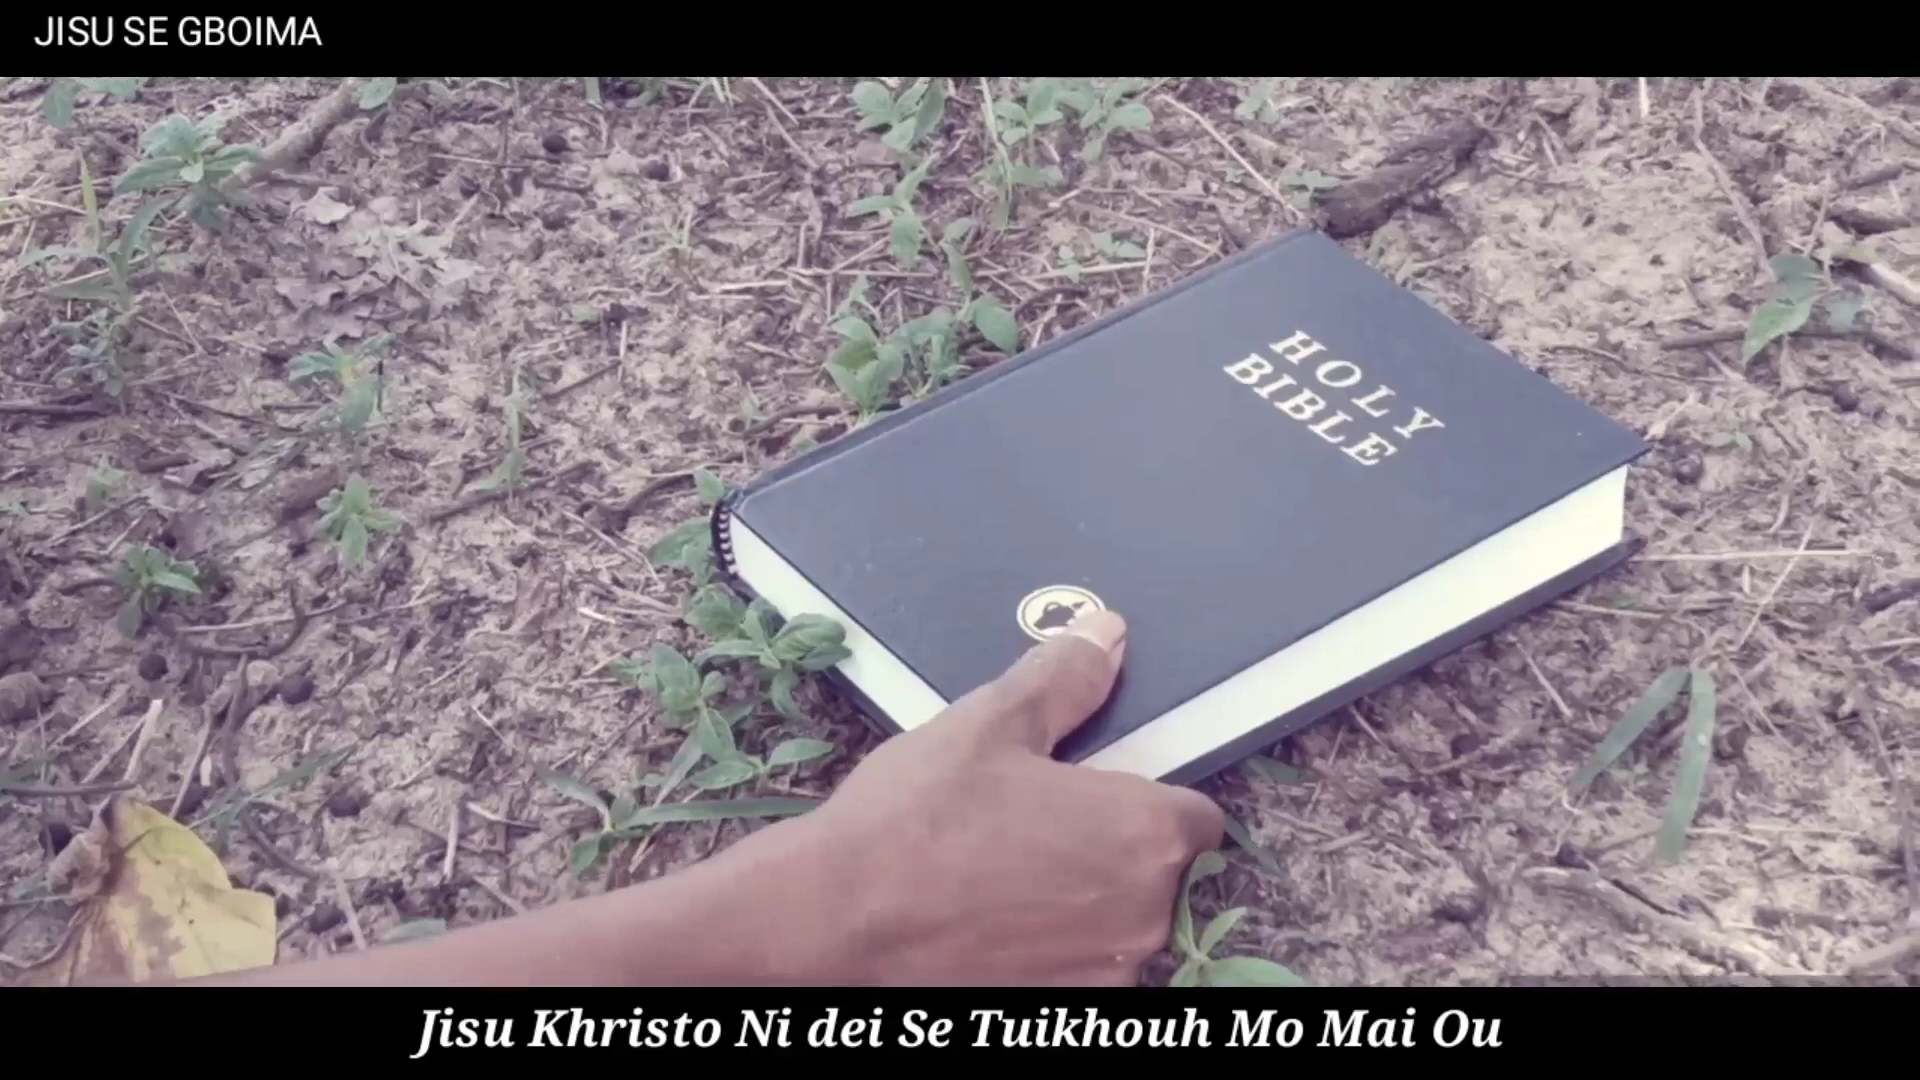 JISU SE GBOIMA
HOLY
BIBLE
Jisu Khristo Ni dei Se Tuikhouh Mo Mai Ou